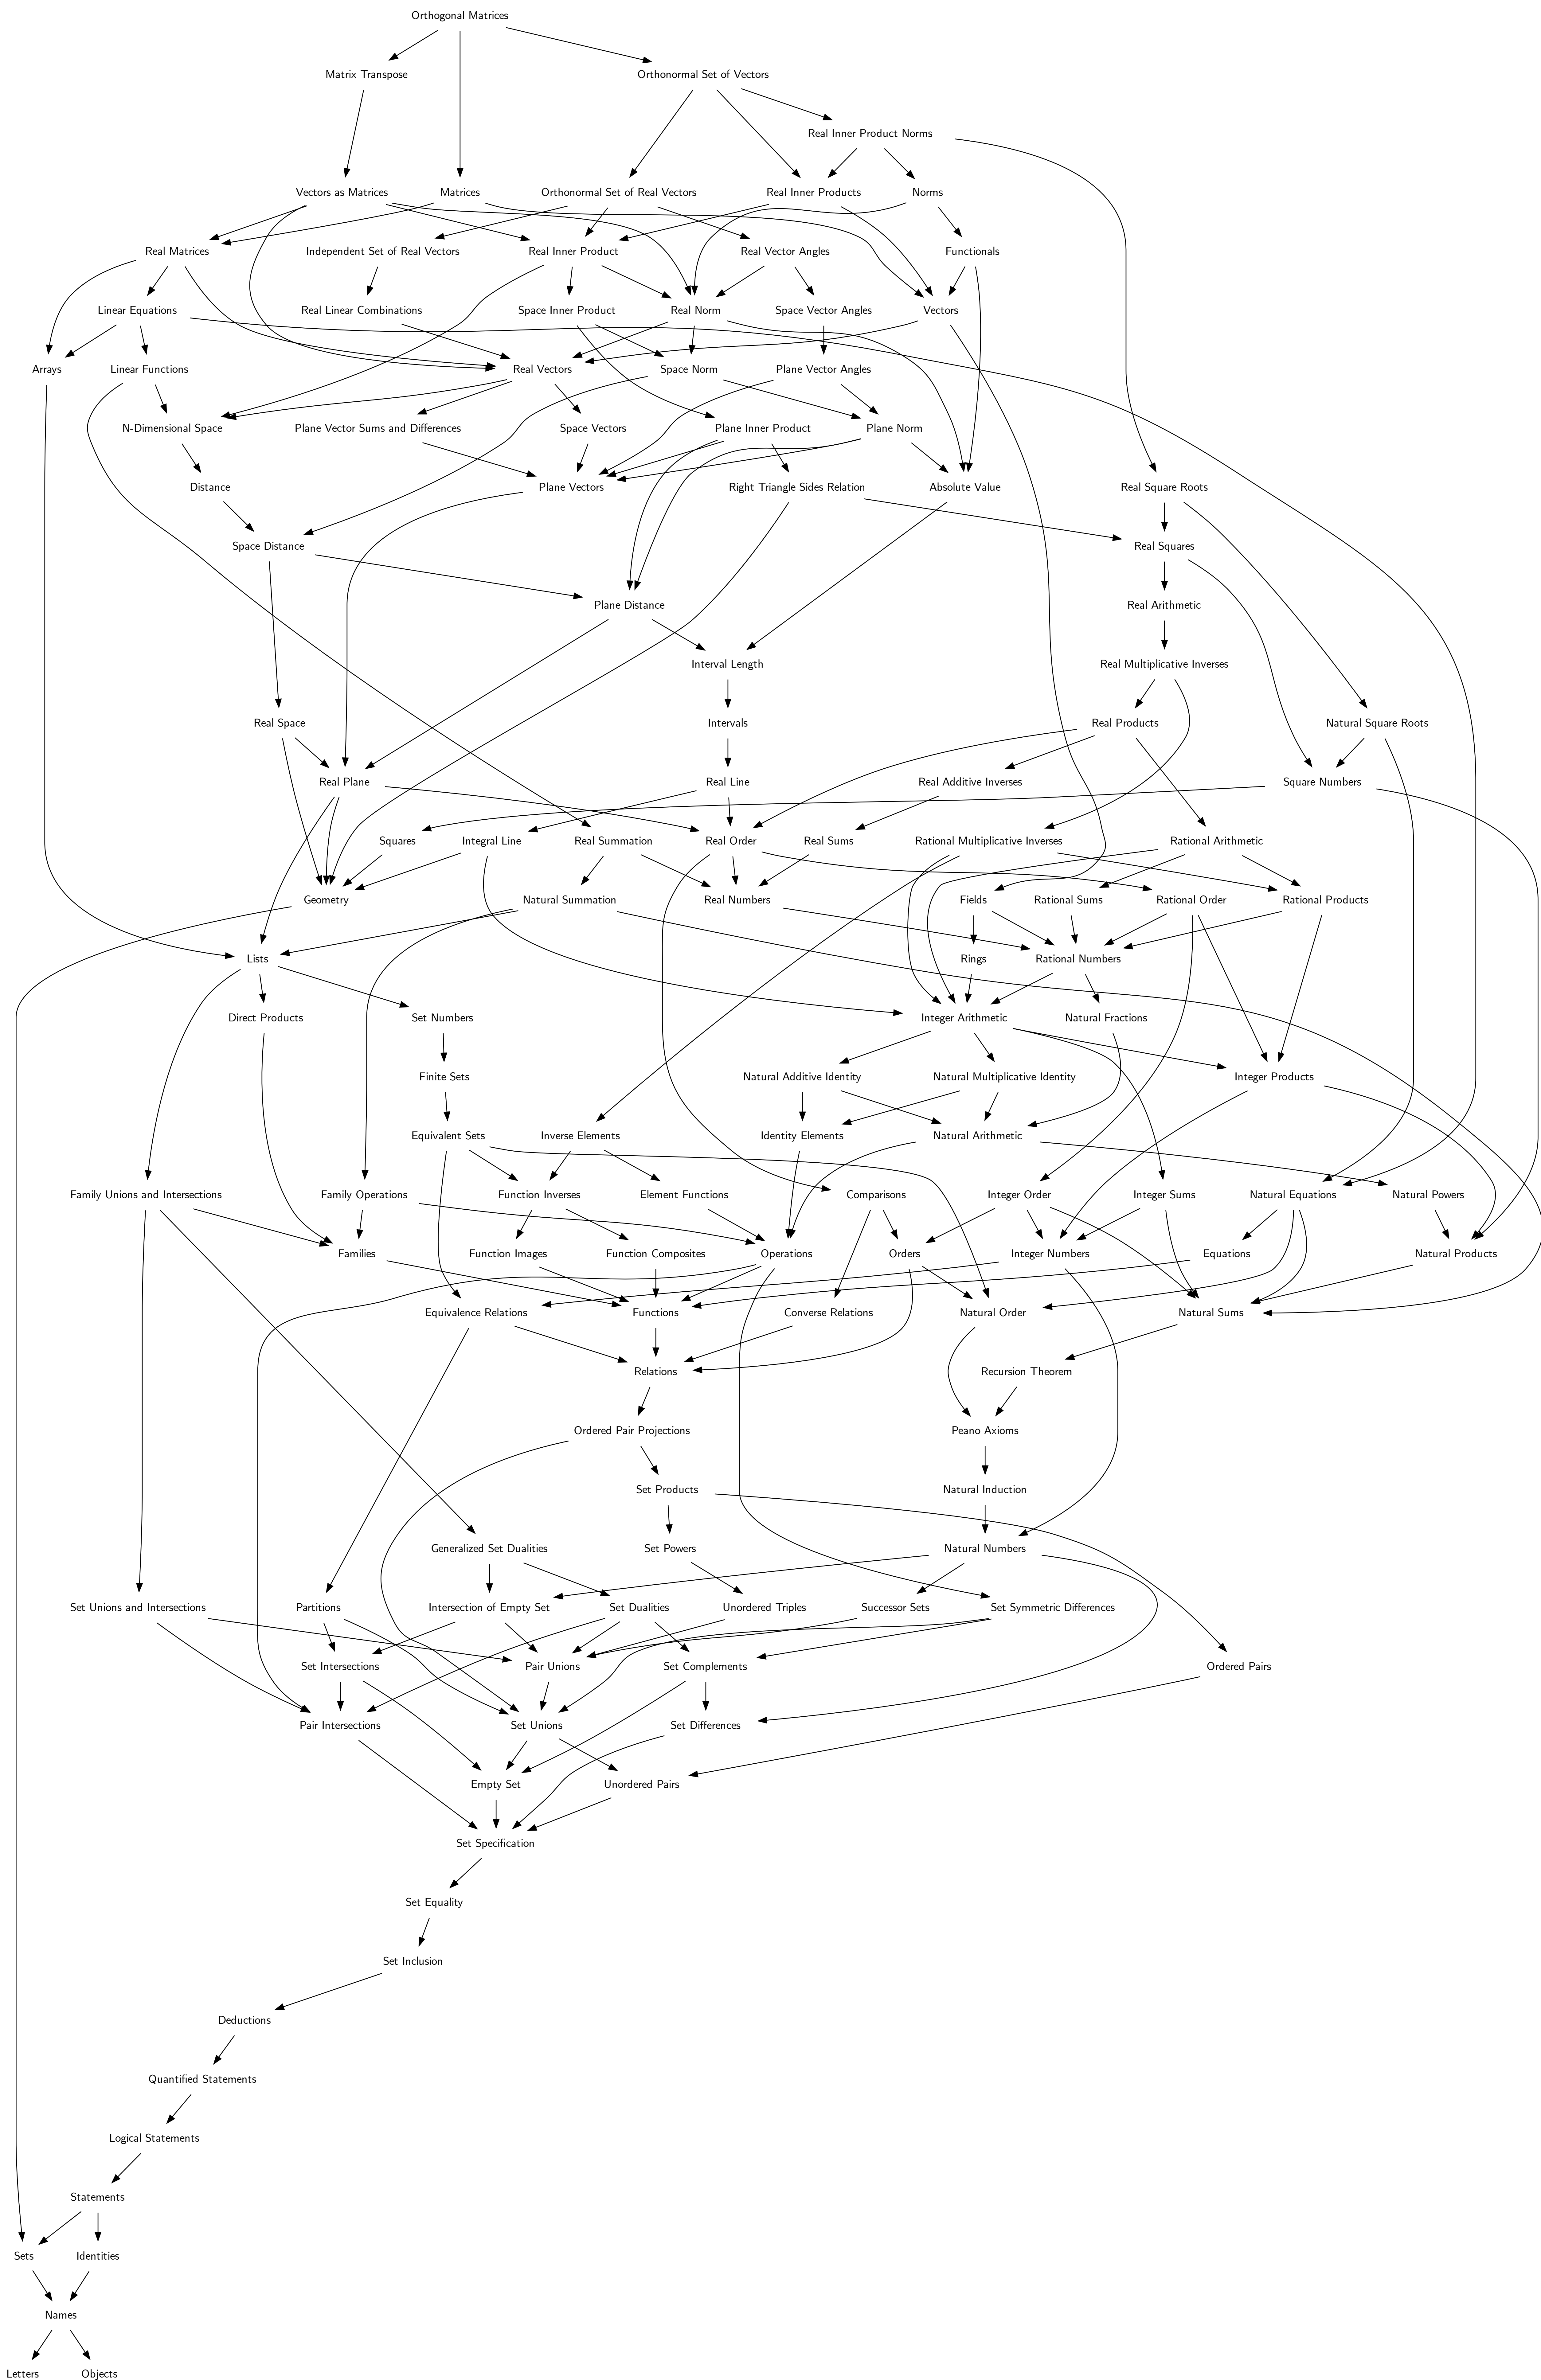 Orthogonal Matrices
Matrix Transpose
Orthonormal Set of Vectors
Real Inner Product Norms
Vectors as Matrices
Matrices
Orthonormal Set of Real Vectors
Real Inner Products
Norms
Real Matrices
Independent Set of Real Vectors
Real Inner Product
Real Vector Angles
Functionals
Linear Equations
Real Linear Combinations
Space Inner Product
Real Norm
Space Vector Angles
Vectors
Arrays
Linear Functions
Real Vectors
Space Norm
Plane Vector Angles
N-Dimensional Space
Plane Vector Sums and Differences
Space Vectors
Plane Inner Product
Plane Norm
Distance
Plane Vectors
Right Triangle Sides Relation
Absolute Value
Real Square Roots
Space Distance
Real Squares
Plane Distance
Real Arithmetic
Interval Length
Real Multiplicative Inverses
Real Space
Intervals
Real Products
Natural Square Roots
Real Plane
Real Line
Real Additive Inverses
Square Numbers
Squares
Integral Line
Real Summation
Real Order
Real Sums
Rational Multiplicative Inverses
Rational Arithmetic
Geometry
Natural Summation
Real Numbers
Fields
Rational Sums
Rational Order
Rational Products
Lists
Rings
Rational Numbers
Direct Products
Set Numbers
Integer Arithmetic
Natural Fractions
Finite Sets
Natural Additive Identity
Natural Multiplicative Identity
Integer Products
Equivalent Sets
Inverse Elements
Identity Elements
Natural Arithmetic
Family Unions and Intersections
Family Operations
Function Inverses
Element Functions
Comparisons
Integer Order
Integer Sums
Natural Equations
Natural Powers
Families
Function Images
Function Composites
Operations
Orders
Integer Numbers
Equations
Natural Products
Equivalence Relations
Functions
Converse Relations
Natural Order
Natural Sums
Relations
Recursion Theorem
Ordered Pair Projections
Peano Axioms
Set Products
Natural Induction
Generalized Set Dualities
Set Powers
Natural Numbers
Set Unions and Intersections
Partitions
Intersection of Empty Set
Set Dualities
Unordered Triples
Successor Sets
Set Symmetric Differences
Set Intersections
Pair Unions
Set Complements
Ordered Pairs
Pair Intersections
Set Unions
Set Differences
Empty Set
Unordered Pairs
Set Specification
Set Equality
Set Inclusion
Deductions
Quantified Statements
Logical Statements
Statements
Sets
Identities
Names
Letters
Objects